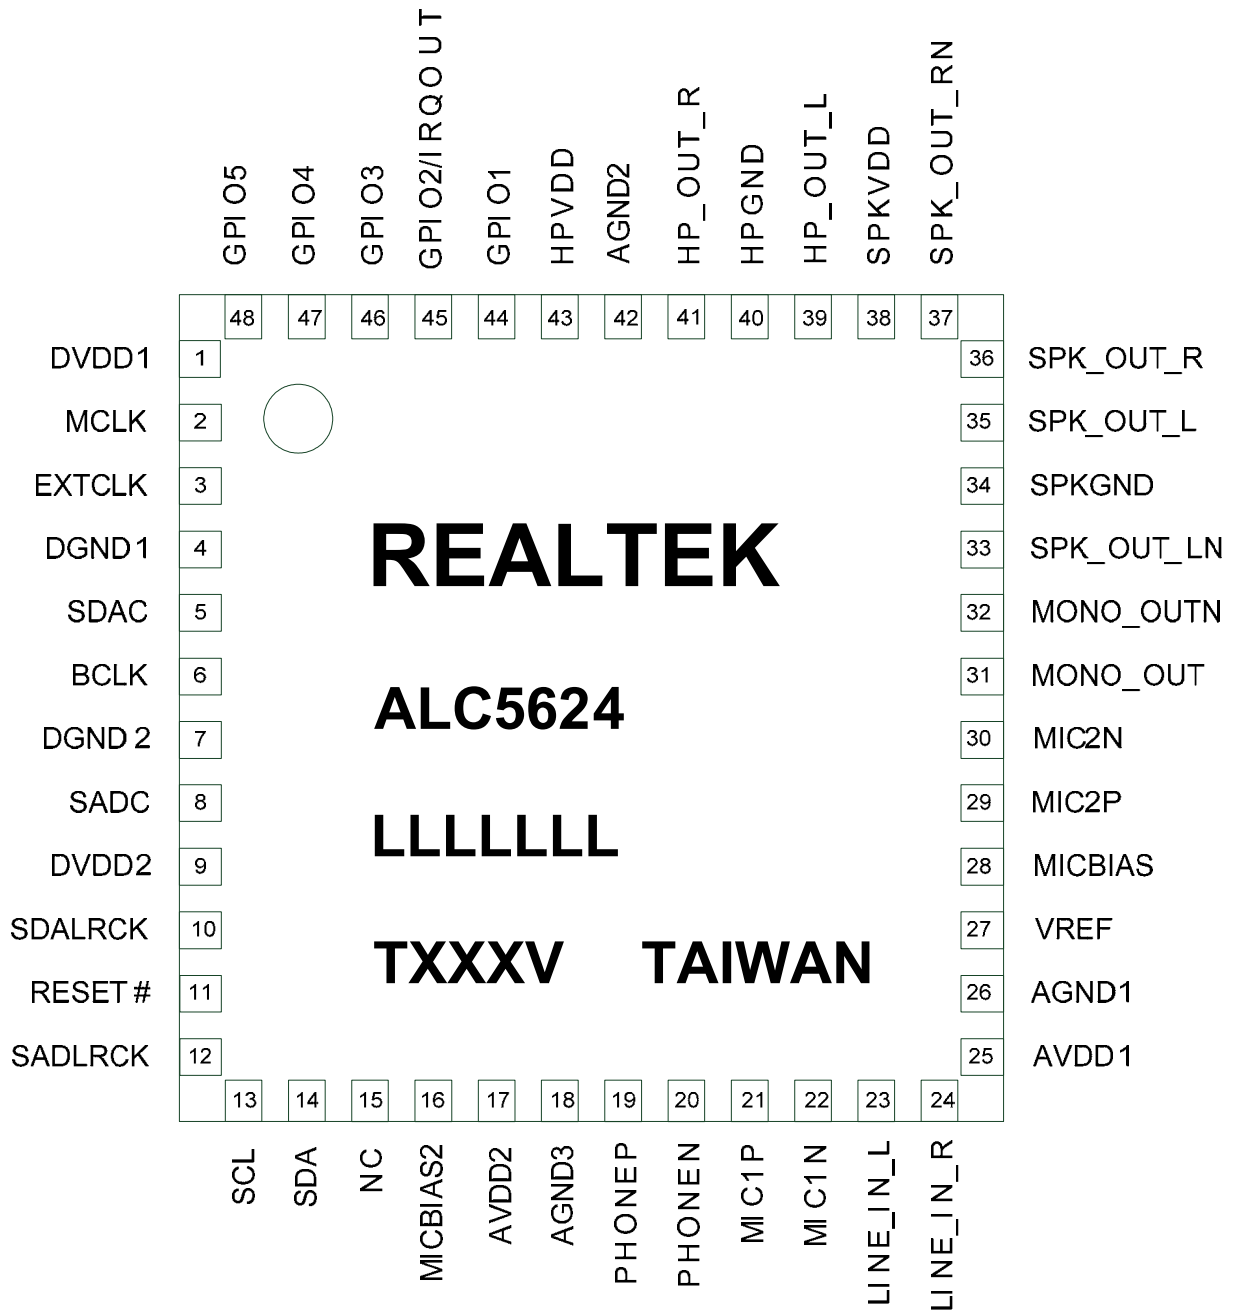 GPIO5
GPIO4
GPIO3
GPIO2/IRQOUT
GPIO1
HPVDD
AGND2
HP_OUT_R
HPGND
HP_OUT_L
SPKVDD
SPK_OUT_RN
48
47
46
45
44
43
42
41
40
39
38
37
DVDD1 1
MCLK 2
EXTCLK 3
DGND1 4
SDAC 5
BCLK 6
DGND2 7
SADC 8
DVDD2 9
SDALRCK 10
RESET# 11
SADLRCK 12
REALTEK
ALC5624
LLLLLLL
TXXXV TAIWAN
36 SPK_OUT_R
35 SPK_OUT_L
34 SPKGND
33 SPK_OUT_LN
32 MONO_OUTN
31 MONO_OUT
30 MIC2N
29 MIC2P
28 MICBIAS
27 VREF
26 AGND1
25 AVDD1
13
14
15
16
17
18
19
20
21
22
23
24
SCL
SDA
NC
MICBIAS2
AVDD2
AGND3
PHONEP
PHONEN
MIC1P
MIC1N
LINE_IN_L
LINE_IN_R